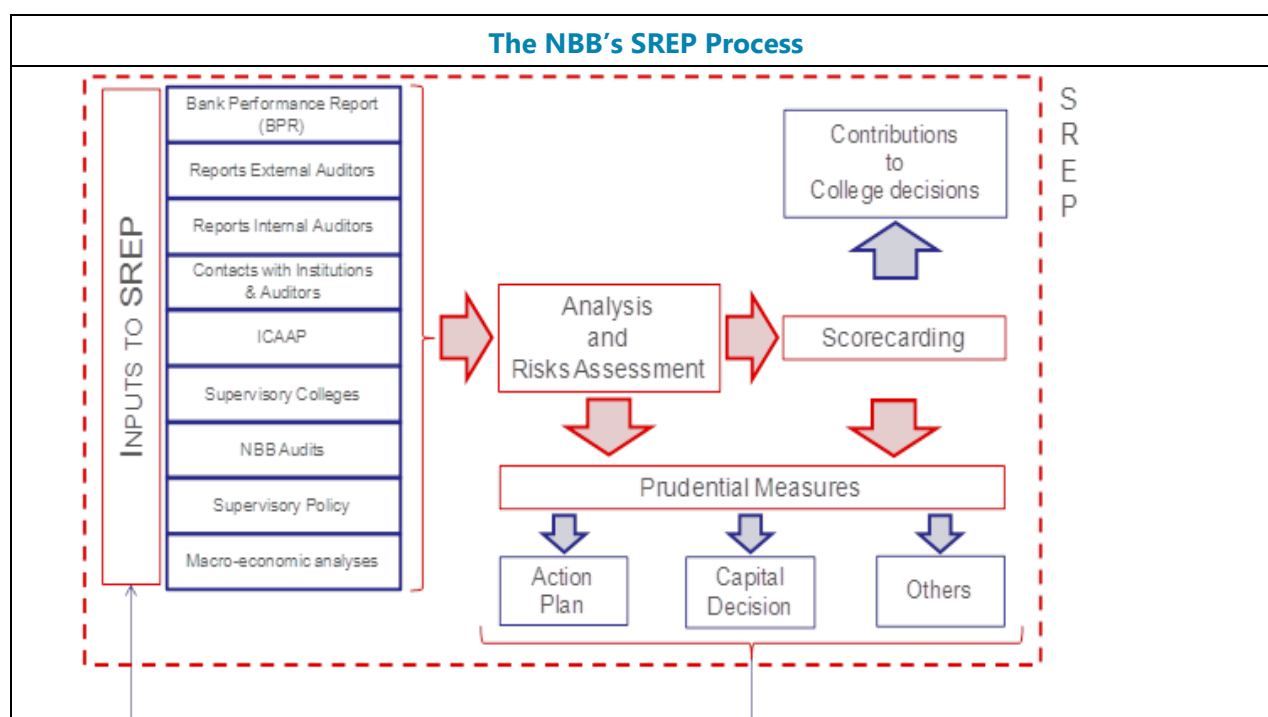 The NBB's SREP Process
INPUTS TO SREP
Bank Performance Report
(BPR)
Reports External Auditors
Reports Internal Auditors
Contacts with Institutions
& Auditors
ICAAP
Supervisory Colleges
NBB Audits
Supervisory Policy
Macro-economic analyses
Analysis
and
Risks Assessment
Contributions
to
College decisions
Scorecarding
Prudential Measures
Action
Plan
Capital
Decision
Others
S
R
E
P